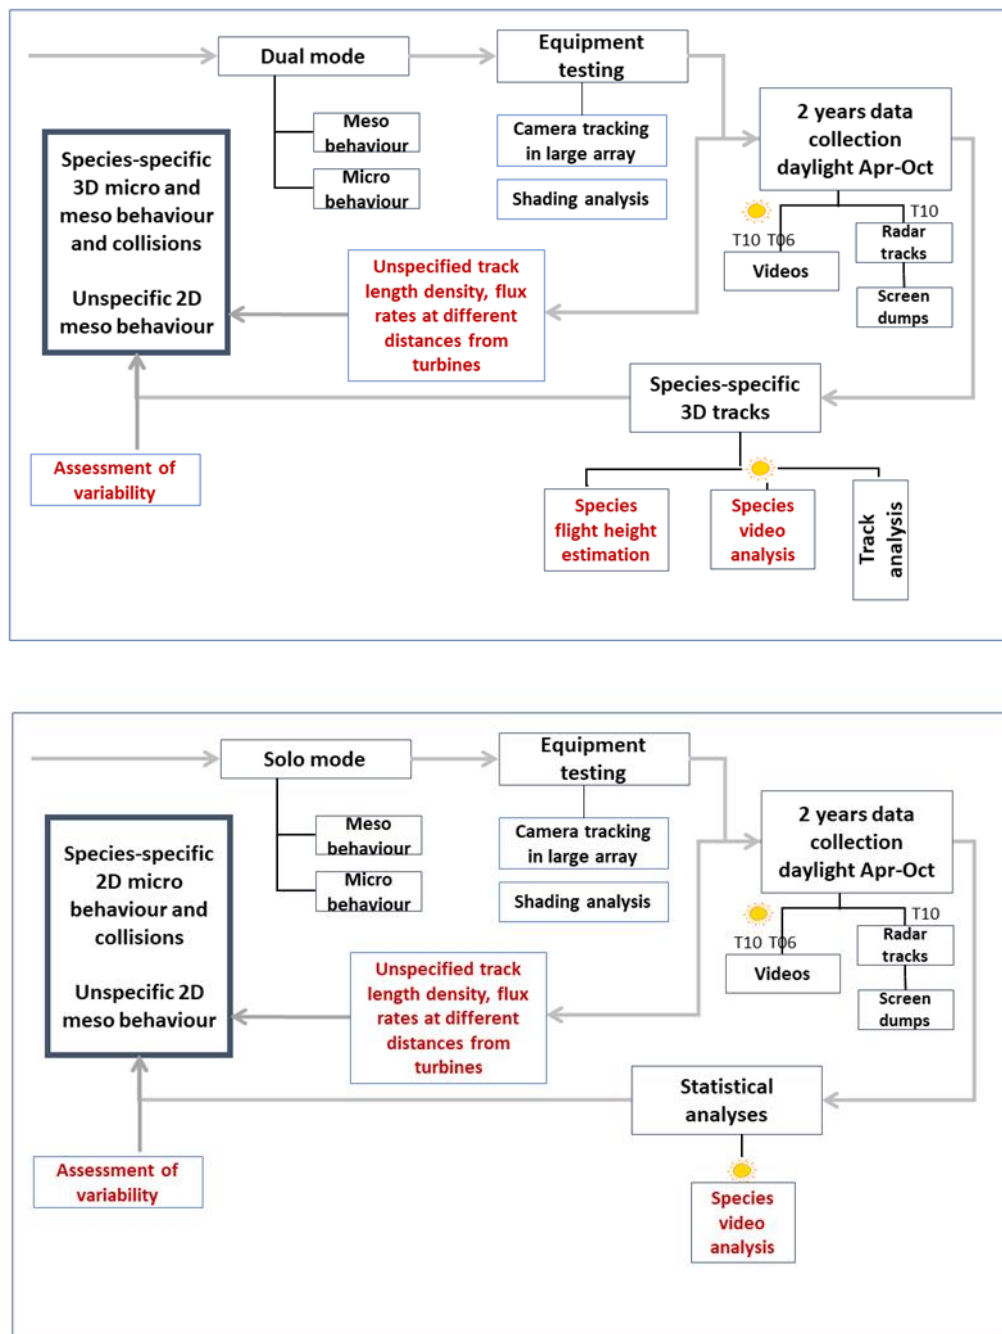 Dual mode
Equipment
testing
Meso
behaviour
Micro
behaviour
Camera tracking
in large array
Shading analysis
2 years data
collection
daylight Apr-Oct
T10
T10 T06
Videos
Radar
tracks
Screen
dumps
Species-specific
3D micro and
meso behaviour
and collisions
Unspecific 2D
meso behaviour
Unspecified track
length density, flux
rates at different
distances from
turbines
Species-specific
3D tracks
Assessment of
variability
Species
flight height
estimation
Species
video
analysis
Track
analysis
Solo mode
Equipment
testing
Meso
behaviour
Micro
behaviour
Camera tracking
in large array
Shading analysis
2 years data
collection
daylight Apr-Oct
T10
T10 T06
Videos
Radar
tracks
Screen
dumps
Species-specific
2D micro
behaviour and
collisions
Unspecific 2D
meso behaviour
Unspecified track
length density, flux
rates at different
distances from
turbines
Statistical
analyses
Assessment of
variability
Species
video
analysis